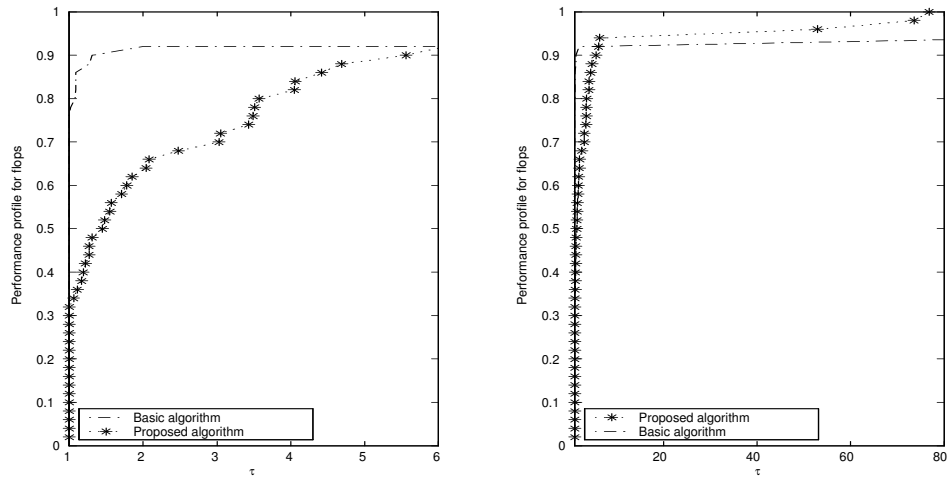 Performance profile for flops
1
0.9
0.8
0.7
0.6
0.5
0.4
0.3
0.2
0.1
0
Basic algorithm
Proposed algorithm
1 2 3 4 5 6
τ
Performance profile for flops
1
0.9
0.8
0.7
0.6
0.5
0.4
0.3
0.2
0.1
0
Proposed algorithm
Basic algorithm
20 40 60 80
τ